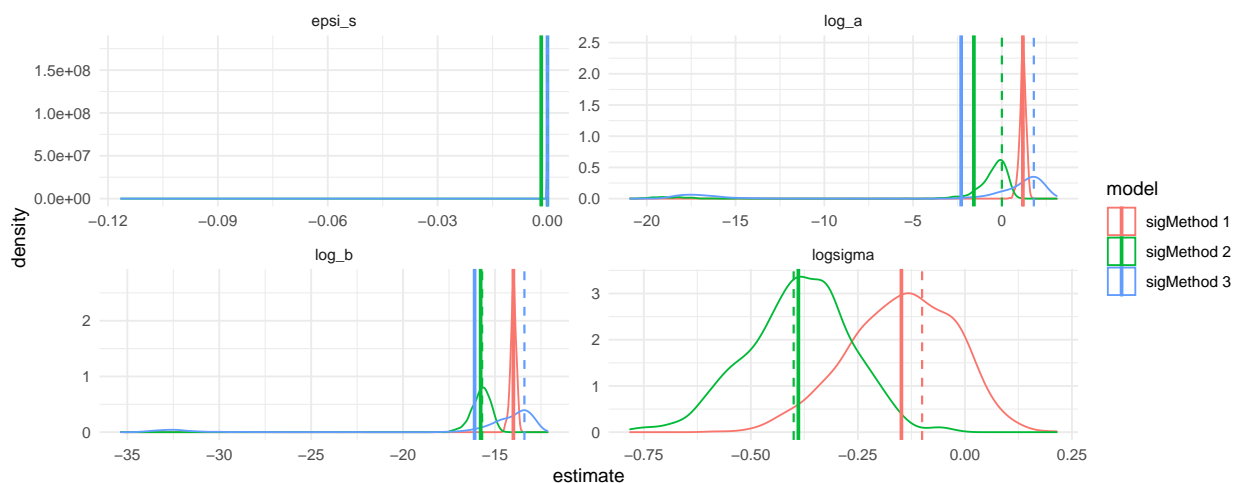 epsi_s
log_a
1.5e+08
1.0e+08
5.0e+07
0.0e+00
−0.12
−0.09
−0.06
−0.03
0.00
2.5
2.0
1.5
1.0
0.5
0.0
−20
−15
−10
−5
0
log_b
logsigma
2
1
0
−35
−30
−25
−20
−15
3
2
1
0
−0.75
−0.50
−0.25
0.00
0.25
density
estimate
model
sigMethod 1
sigMethod 2
sigMethod 3